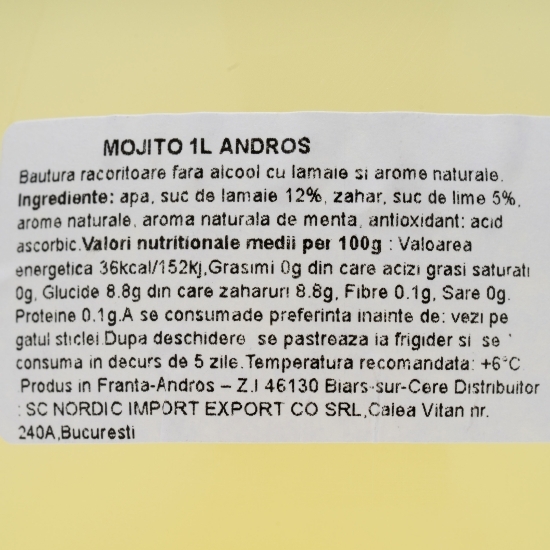 MOJITO 1L ANDROS
Bautura racoritoare fara alcool cu lamaie si arome naturale.
Ingrediente: apa, suc de lamaie 12%, zahar, suc de lime 5%,
arome naturale, aroma naturala de menta, antioxidant: acid
ascorbic.Valori nutritionale medii per 100g : Valoarea
energetica 36kcal/152kj,Grasimi 0g din care acizi grasi saturati
0g, Glucide 8.8g din care zaharuri 8.8g, Fibre 0.1g, Sare 0g.
Proteine 0.1g.A se consumade preferinta inainte de: vezi pe
gatul sticlei.Dupa deschidere se pastreaza la frigider si se
consuma in decurs de 5 zile.Temperatura recomandata: +6°C
Produs in Franta-Andros – Z.I 46130 Biars-sur-Cere Distribuitor
: SC NORDIC IMPORT EXPORT CO SRL,Calea Vitan nr.
240A,Bucuresti